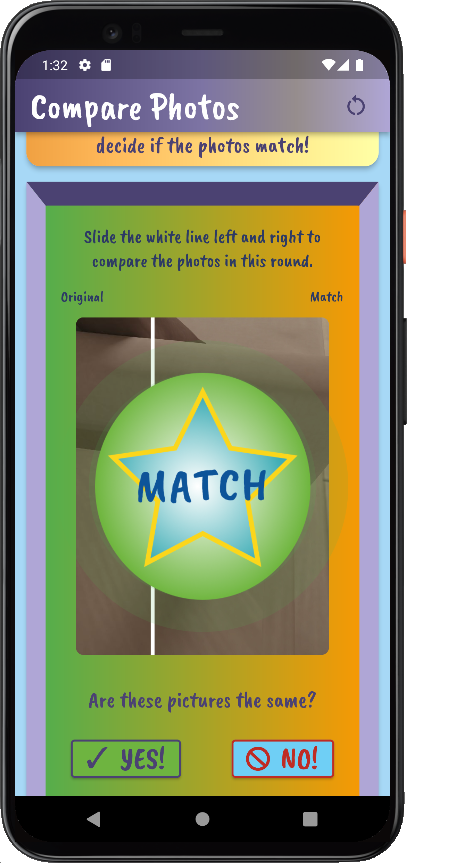 1:32
Compare Photos
decide if the photos match!
Slide the white line left and right to
compare the photos in this round.
Original
Match
MATCH
Are these pictures the same?
YES!
NO!